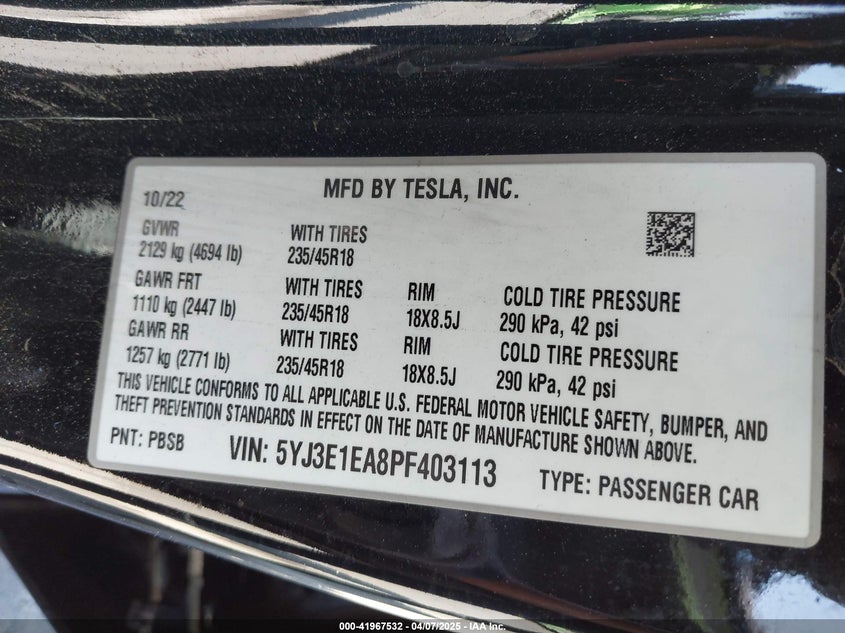 MFD BY TESLA, INC.
10/22
GVWR WITH TIRES
2129 kg (4694 lb) 235/45R18
GAWR FRT WITH TIRES RIM COLD TIRE PRESSURE
1110 kg (2447 lb) 235/45R18 18X8.5J 290 kPa, 42 psi
GAWR RR WITH TIRES RIM COLD TIRE PRESSURE
1257 kg (2771 lb) 235/45R18 18X8.5J 290 kPa, 42 psi
THIS VEHICLE CONFORMS TO ALL APPLICABLE U.S. FEDERAL MOTOR VEHICLE SAFETY, BUMPER, AND
THEFT PREVENTION STANDARDS IN EFFECT ON THE DATE OF MANUFACTURE SHOWN ABOVE.
PNT: PBSB VIN: 5YJ3E1EA8PF403113 TYPE: PASSENGER CAR
000-41967532 - 04/07/2025 - IAA Inc.